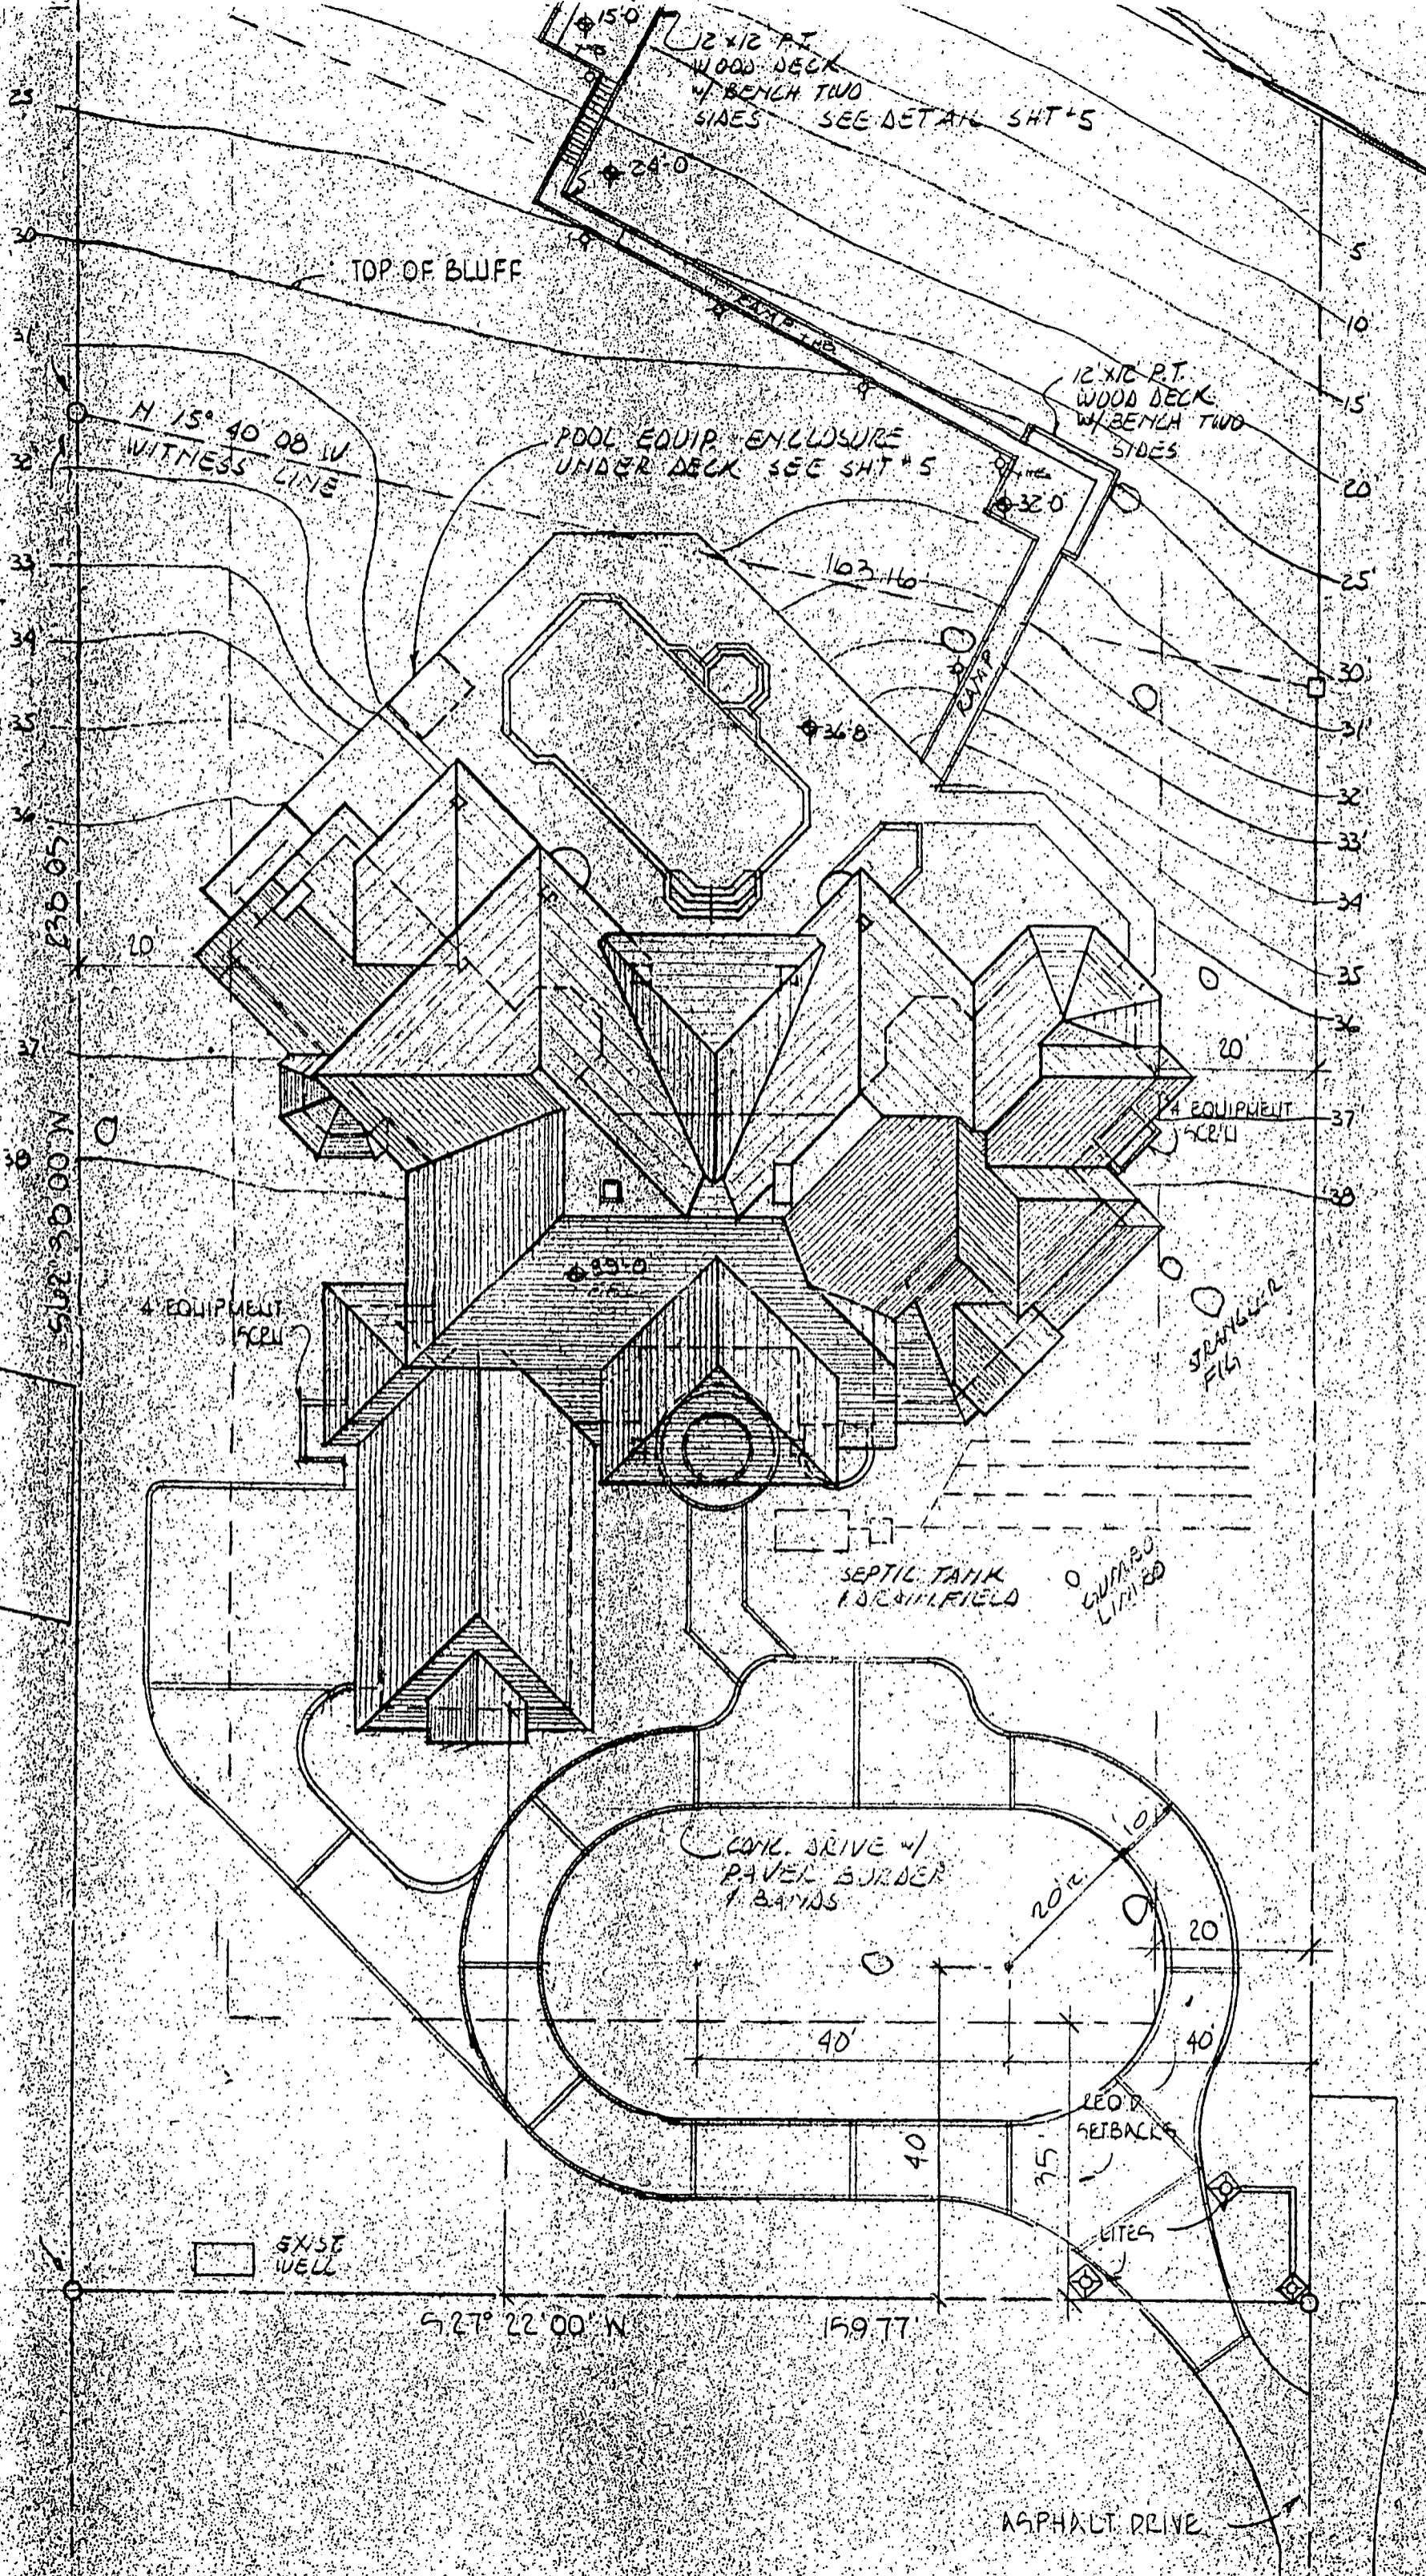 15'0
12 x 12 P.T.
WOOD DECK
w/ BENCH TWO
SIDES SEE DETAIL SHT #5
25
24-0
30
TOP OF BLUFF
5
10
31
RAMP
12 X12 P.T.
WOOD DECK
W/ BENCH TWO
SIDES
15
N 15° 40' 08 W
WITNESS LINE
32
POOL EQUIP. ENCLOSURE
UNDER DECK SEE SHT #5
20'
32-0
33
163.16
25'
34
RAMP
30'
35
36-8
31'
32
36
33'
34
20'
35
36
37
20'
4' EQUIPMENT
SCR'N
37
38
38'
39'-0
4' EQUIPMENT
SCR'N
STRANGLER
FIG
SEPTIC TANK
& DRAINFIELD
GUMBO
LIMBO
CONC. DRIVE w/
PAVER BORDER
& BANDS
10'
20'R.
20'
40'
40'
REQ'D
SETBACKS
40'
35'
LITES
EXIST
WELL
S 27° 22' 00" W
159.77'
ASPHALT DRIVE